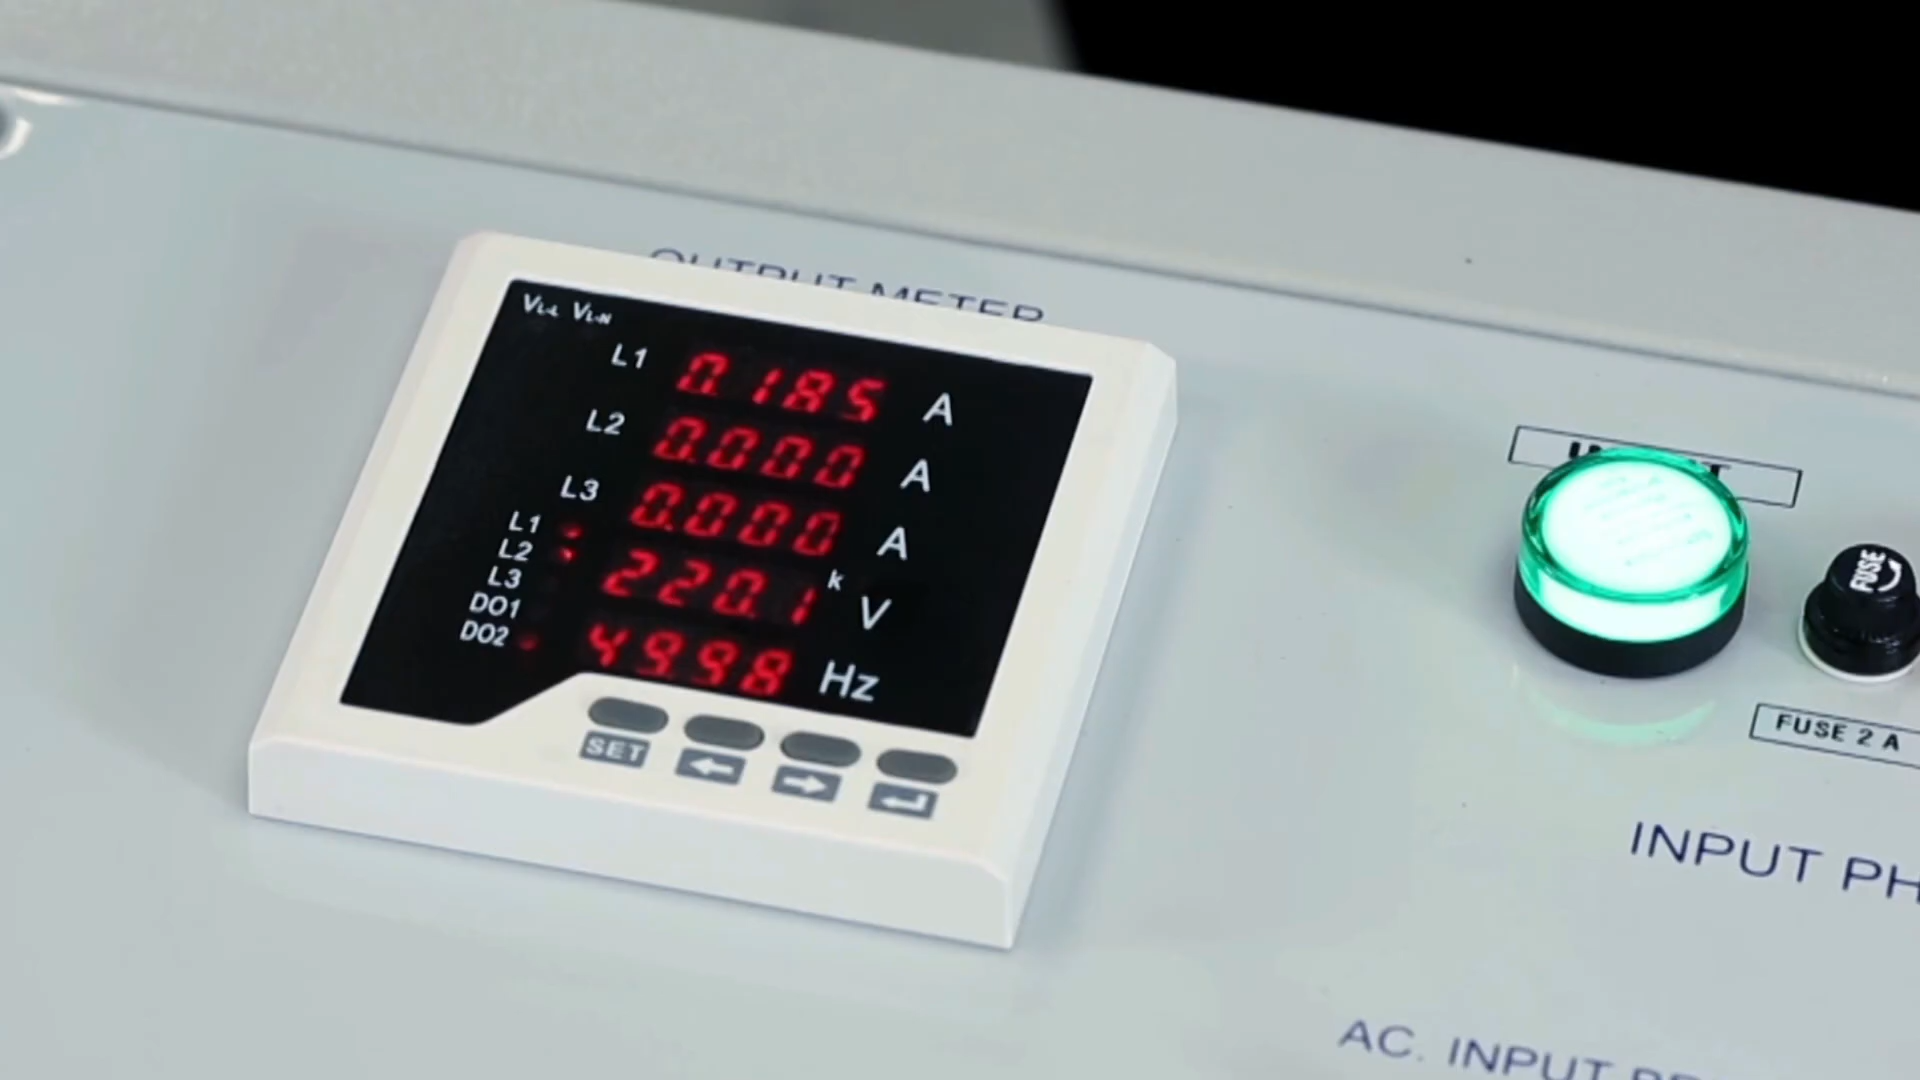 OUTPUT METER
VL-L VL-N
L1 0.185 A
L2 0.000 A
L3 0.000 A
L1
L2 220.1 k V
L3
DO1
DO2 49.98 Hz
SET
FUSE
FUSE 2 A
INPUT PH
AC. INPUT